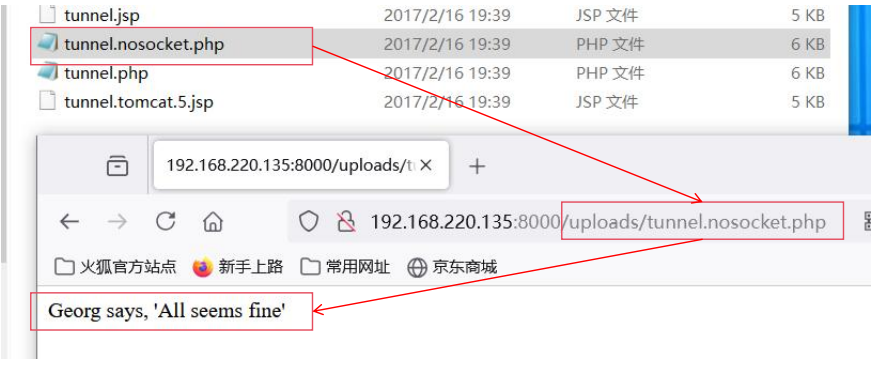 tunnel.jsp 2017/2/16 19:39 JSP 文件 5 KB
tunnel.nosocket.php 2017/2/16 19:39 PHP 文件 6 KB
tunnel.php 2017/2/16 19:39 PHP 文件 6 KB
tunnel.tomcat.5.jsp 2017/2/16 19:39 JSP 文件 5 KB
192.168.220.135:8000/uploads/t
192.168.220.135:8000/uploads/tunnel.nosocket.php
火狐官方站点 新手上路 常用网址 京东商城
Georg says, 'All seems fine'